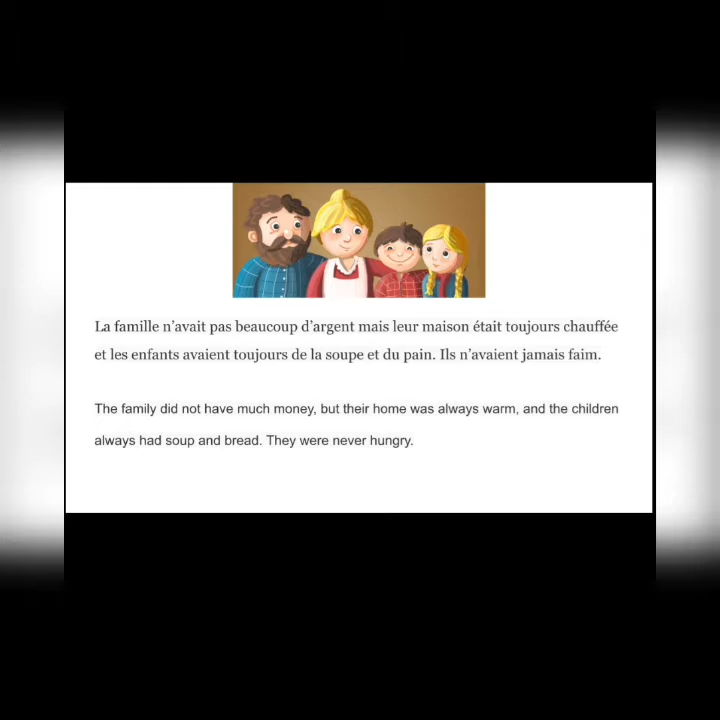 La famille n’avait pas beaucoup d’argent mais leur maison était toujours chauffée
et les enfants avaient toujours de la soupe et du pain. Ils n’avaient jamais faim.
The family did not have much money, but their home was always warm, and the children
always had soup and bread. They were never hungry.